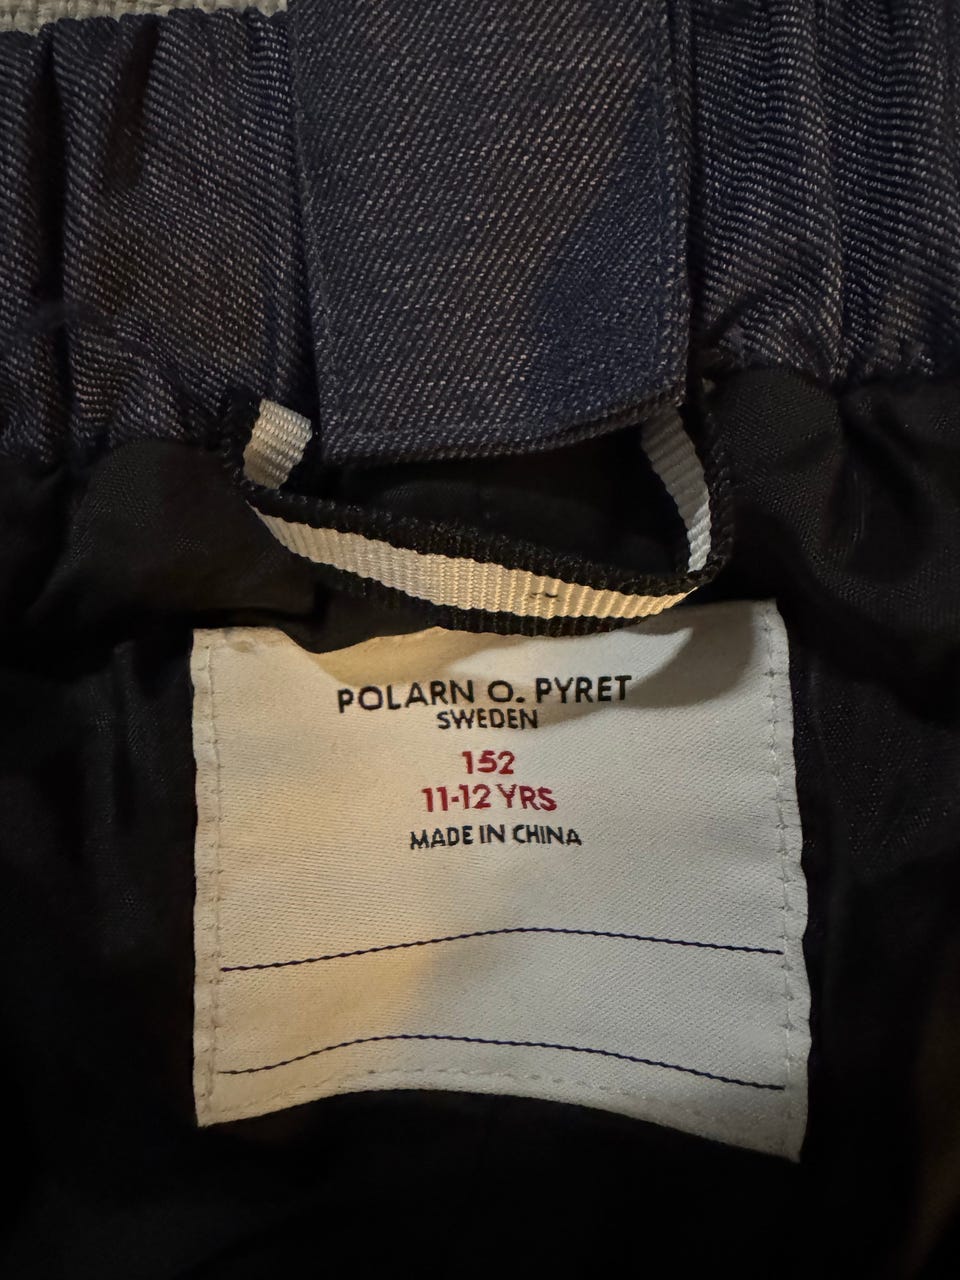 POLARN O. PYRET
SWEDEN
152
11-12 YRS
MADE IN CHINA